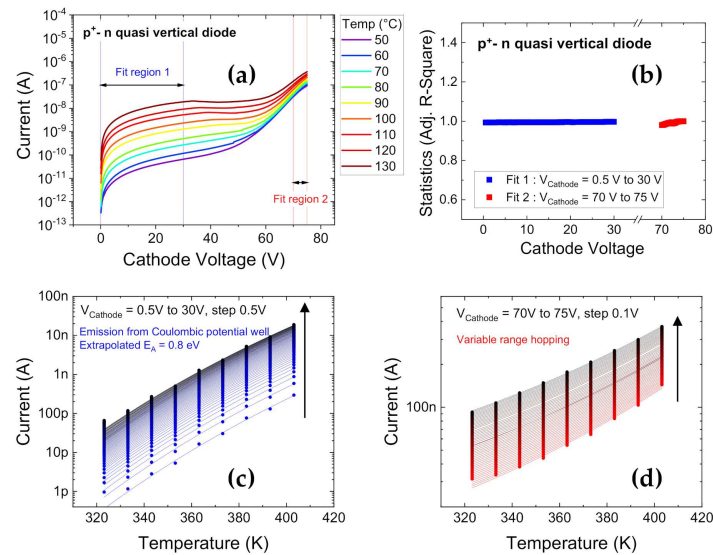 p⁺- n quasi vertical diode
Fit region 1
(a)
Fit region 2
10⁻⁴
10⁻⁵
10⁻⁶
10⁻⁷
10⁻⁸
10⁻⁹
10⁻¹⁰
10⁻¹¹
10⁻¹²
10⁻¹³
Current (A)
0 20 40 60 80
Cathode Voltage (V)
Temp (°C)
50
60
70
80
90
100
110
120
130
p⁺- n quasi vertical diode
(b)
1.4
1.2
1.0
0.8
0.6
Statistics (Adj. R-Square)
Fit 1 : V_Cathode = 0.5 V to 30 V
Fit 2 : V_Cathode = 70 V to 75 V
0 10 20 30 70 80
Cathode Voltage
V_Cathode = 0.5V to 30V, step 0.5V
Emission from Coulombic potential well
Extrapolated E_A = 0.8 eV
(c)
100n
10n
1n
100p
10p
1p
Current (A)
320 340 360 380 400 420
Temperature (K)
V_Cathode = 70V to 75V, step 0.1V
Variable range hopping
(d)
100n
Current (A)
320 340 360 380 400 420
Temperature (K)